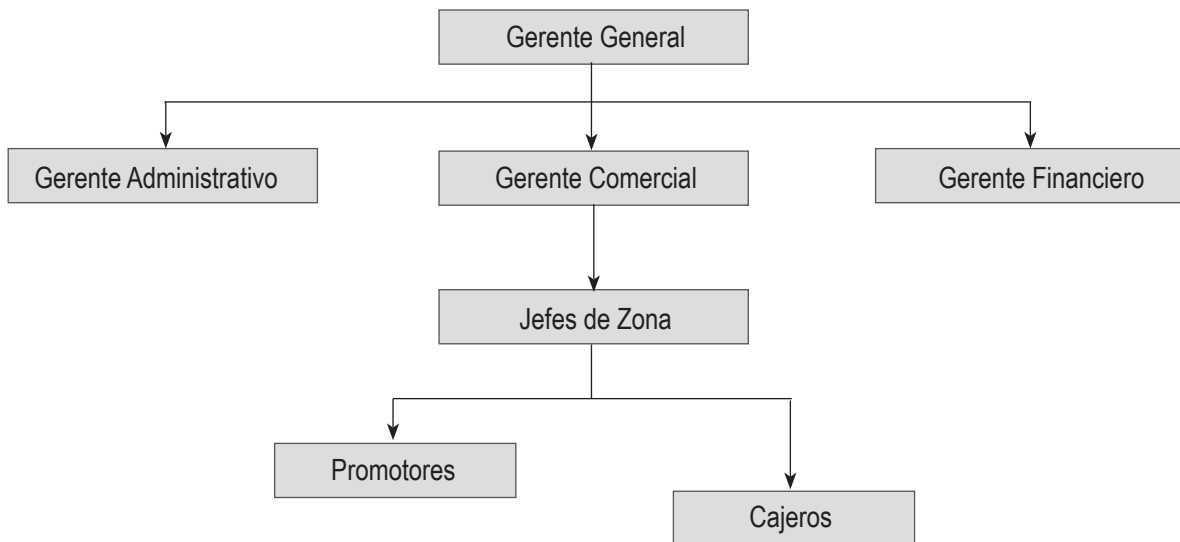 Gerente General
Gerente Administrativo
Gerente Comercial
Gerente Financiero
Jefes de Zona
Promotores
Cajeros